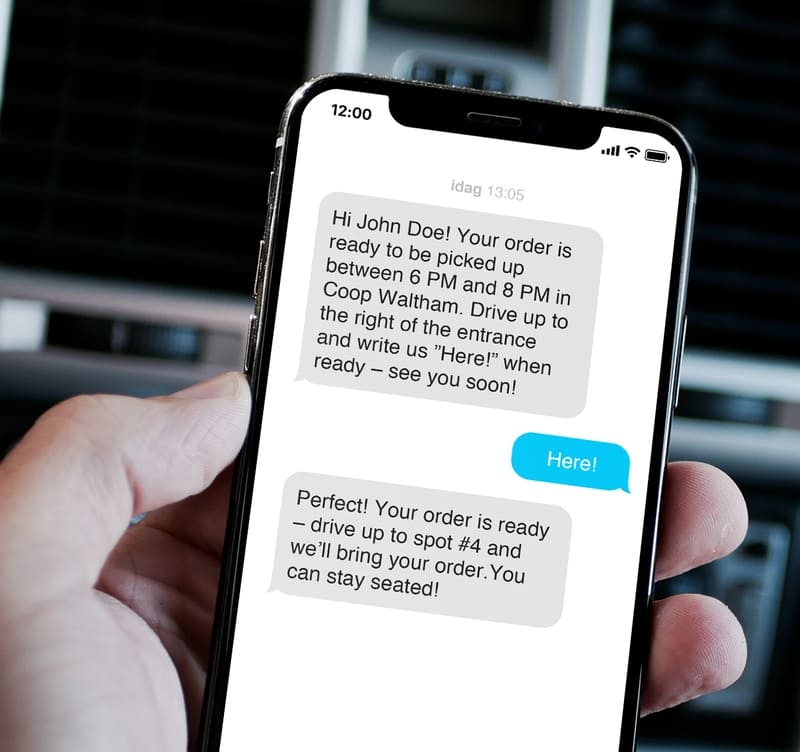 12:00
idag 13:05
Hi John Doe! Your order is
ready to be picked up
between 6 PM and 8 PM in
Coop Waltham. Drive up to
the right of the entrance
and write us ”Here!” when
ready – see you soon!
Here!
Perfect! Your order is ready
– drive up to spot #4 and
we’ll bring your order.You
can stay seated!